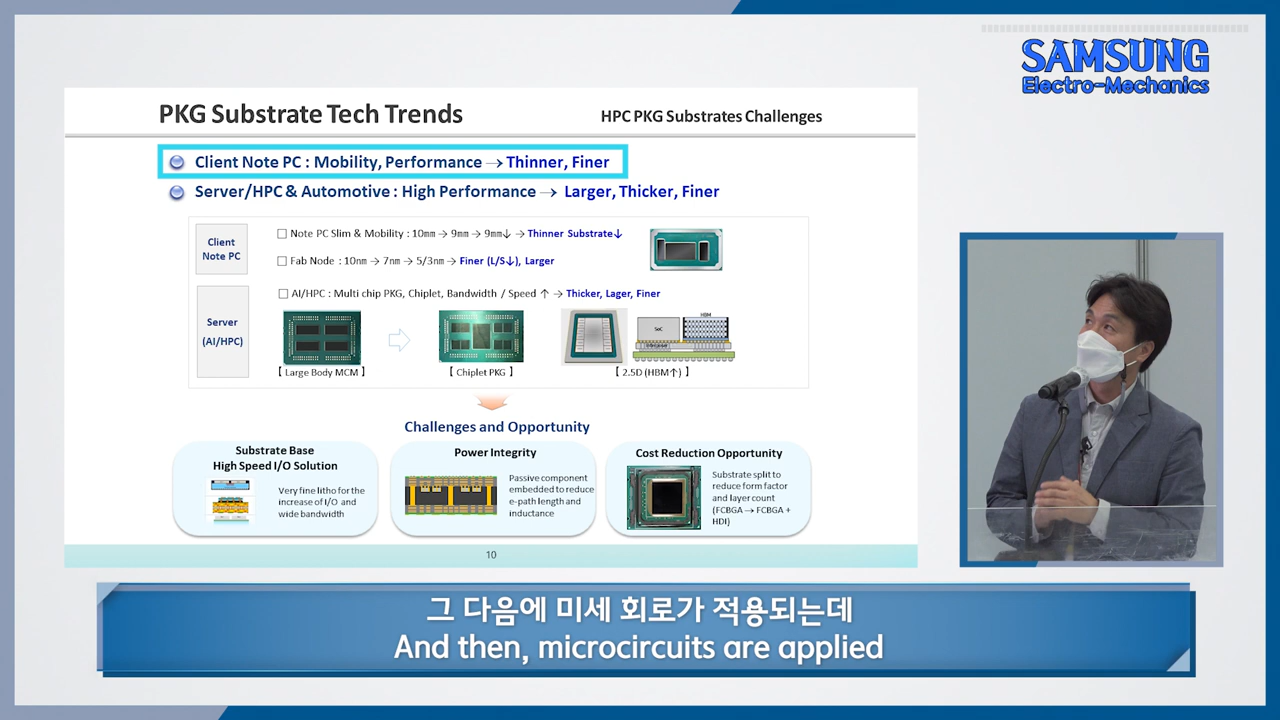 SAMSUNG
Electro-Mechanics
PKG Substrate Tech Trends
HPC PKG Substrates Challenges
Client Note PC : Mobility, Performance → Thinner, Finer
Server/HPC & Automotive : High Performance → Larger, Thicker, Finer
Client
Note PC
□ Note PC Slim & Mobility : 10㎜ → 9㎜ → 9㎜↓ → Thinner Substrate↓
□ Fab Node : 10㎚ → 7㎚ → 5/3㎚ → Finer (L/S↓), Larger
Server
(AI/HPC)
□ AI/HPC : Multi chip PKG, Chiplet, Bandwidth / Speed ↑ → Thicker, Lager, Finer
SoC
HBM
【 Large Body MCM 】
【 Chiplet PKG 】
【 2.5D (HBM↑) 】
Challenges and Opportunity
Substrate Base
High Speed I/O Solution
Very fine litho for the
increase of I/O and
wide bandwidth
Power Integrity
Passive component
embedded to reduce
e-path length and
inductance
Cost Reduction Opportunity
Substrate split to
reduce form factor
and layer count
(FCBGA → FCBGA +
HDI)
10
그 다음에 미세 회로가 적용되는데
And then, microcircuits are applied